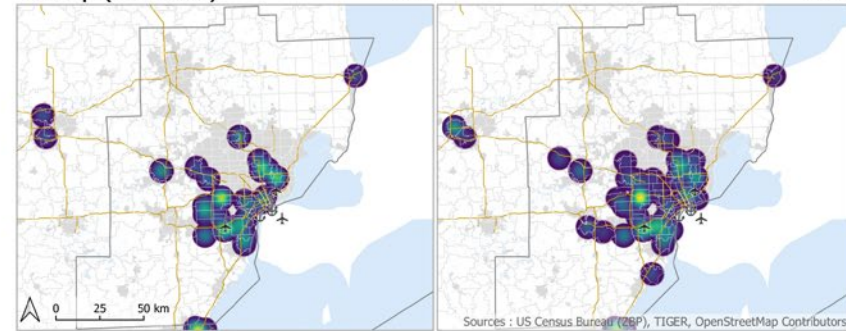 0 25 50 km
Sources : US Census Bureau (ZBP), TIGER, OpenStreetMap Contributors